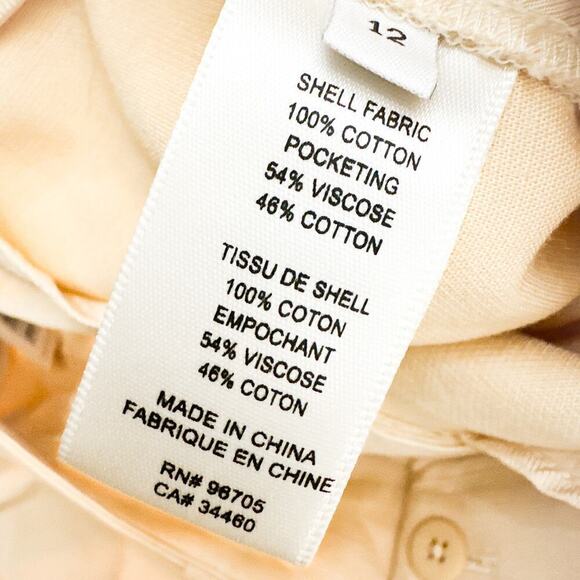 12
SHELL FABRIC
100% COTTON
POCKETING
54% VISCOSE
46% COTTON
TISSU DE SHELL
100% COTON
EMPOCHANT
54% VISCOSE
46% COTON
MADE IN CHINA
FABRIQUE EN CHINE
RN# 96705
CA# 34460